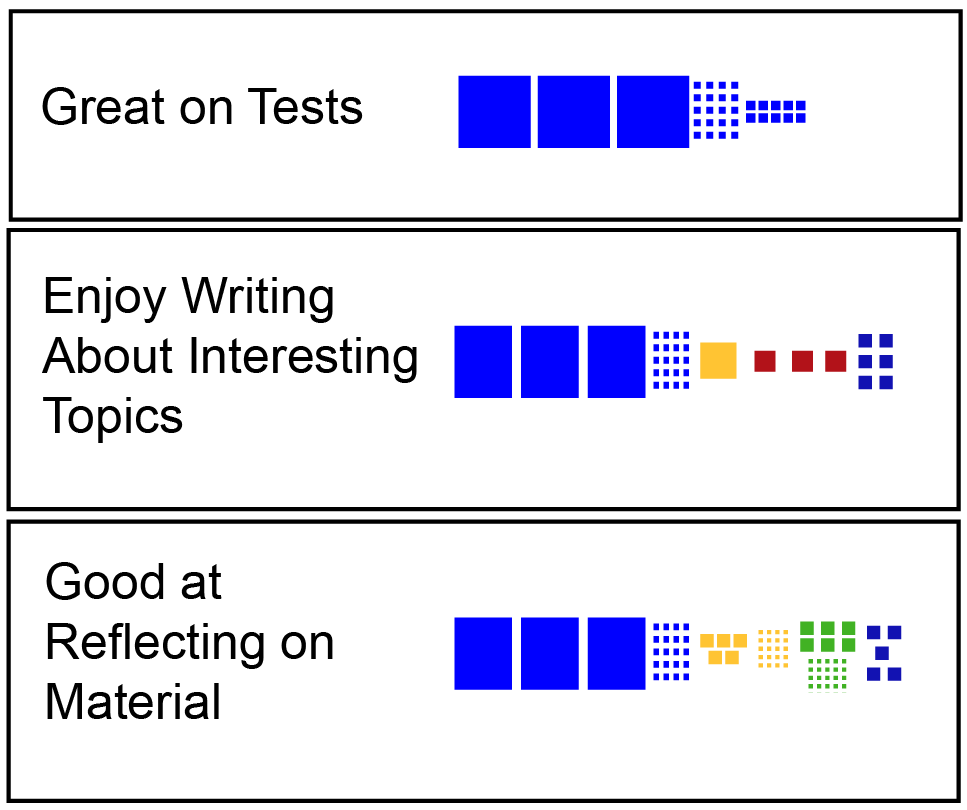 Great on Tests
Enjoy Writing
About Interesting
Topics
Good at
Reflecting on
Material